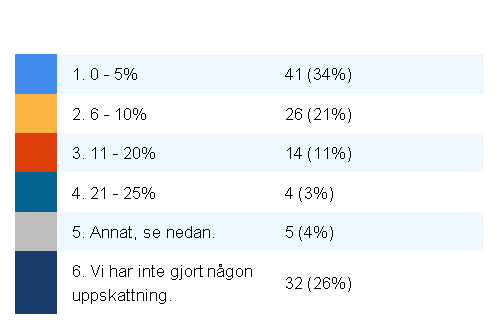 1. 0 - 5% 41 (34%)
2. 6 - 10% 26 (21%)
3. 11 - 20% 14 (11%)
4. 21 - 25% 4 (3%)
5. Annat, se nedan. 5 (4%)
6. Vi har inte gjort någon
uppskattning. 32 (26%)